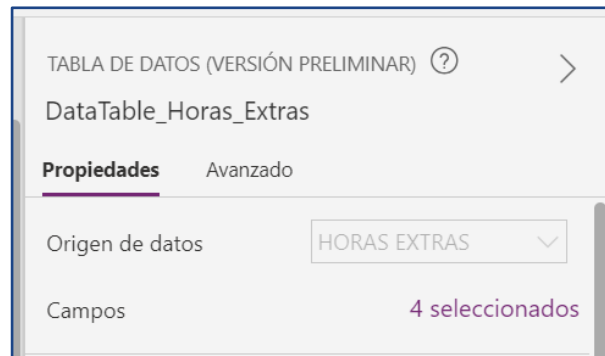 TABLA DE DATOS (VERSIÓN PRELIMINAR) ?
DataTable_Horas_Extras
Propiedades Avanzado
Origen de datos HORAS EXTRAS
Campos 4 seleccionados